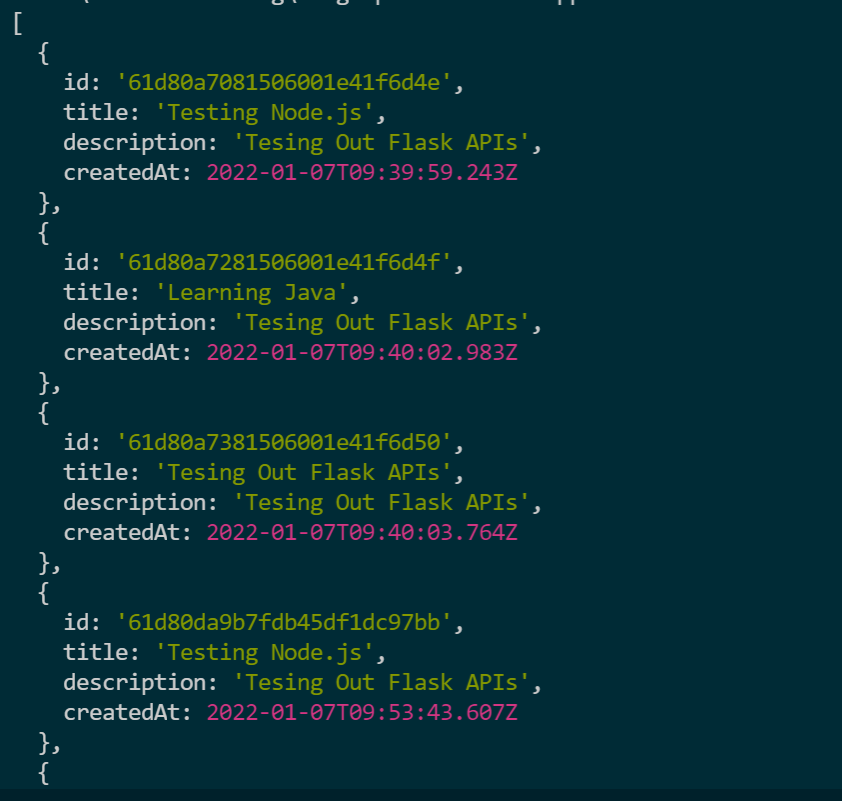 [
  {
    id: '61d80a7081506001e41f6d4e',
    title: 'Testing Node.js',
    description: 'Tesing Out Flask APIs',
    createdAt: 2022-01-07T09:39:59.243Z
  },
  {
    id: '61d80a7281506001e41f6d4f',
    title: 'Learning Java',
    description: 'Tesing Out Flask APIs',
    createdAt: 2022-01-07T09:40:02.983Z
  },
  {
    id: '61d80a7381506001e41f6d50',
    title: 'Tesing Out Flask APIs',
    description: 'Tesing Out Flask APIs',
    createdAt: 2022-01-07T09:40:03.764Z
  },
  {
    id: '61d80da9b7fdb45df1dc97bb',
    title: 'Testing Node.js',
    description: 'Tesing Out Flask APIs',
    createdAt: 2022-01-07T09:53:43.607Z
  },
  {